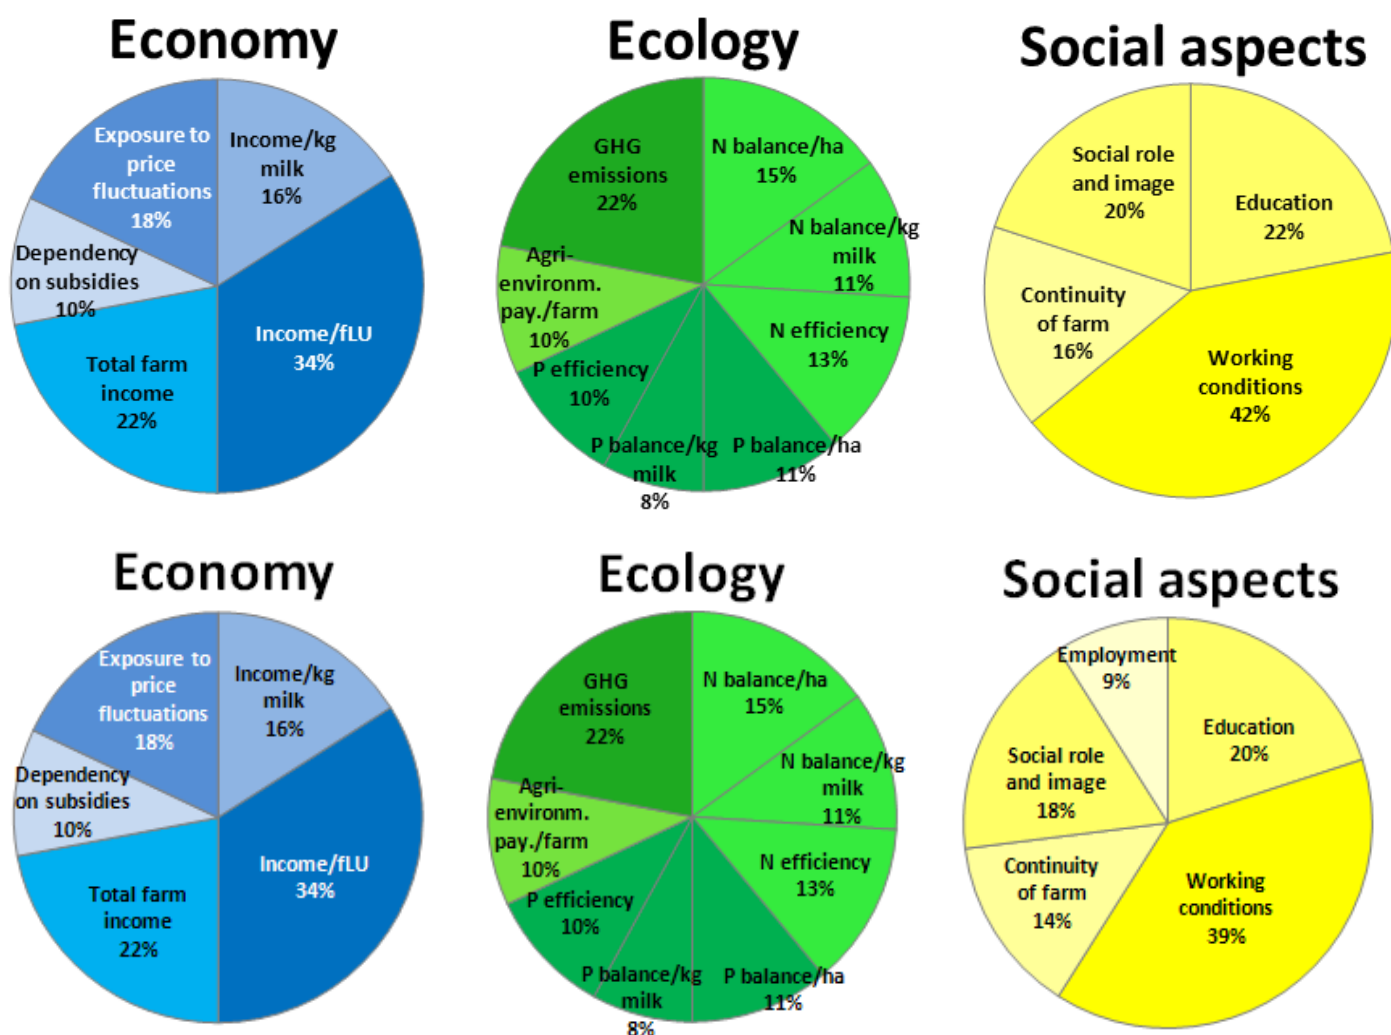 Economy
Exposure to
price
fluctuations
18%
Income/kg
milk
16%
Dependency
on subsidies
10%
Income/fLU
34%
Total farm
income
22%
Ecology
GHG
emissions
22%
N balance/ha
15%
N balance/kg
milk
11%
Agri-
environm.
pay./farm
10%
N efficiency
13%
P efficiency
10%
P balance/kg
milk
8%
P balance/ha
11%
Social aspects
Social role
and image
20%
Education
22%
Continuity
of farm
16%
Working
conditions
42%
Economy
Exposure to
price
fluctuations
18%
Income/kg
milk
16%
Dependency
on subsidies
10%
Income/fLU
34%
Total farm
income
22%
Ecology
GHG
emissions
22%
N balance/ha
15%
N balance/kg
milk
11%
Agri-
environm.
pay./farm
10%
N efficiency
13%
P efficiency
10%
P balance/kg
milk
8%
P balance/ha
11%
Social aspects
Employment
9%
Education
20%
Social role
and image
18%
Continuity
of farm
14%
Working
conditions
39%